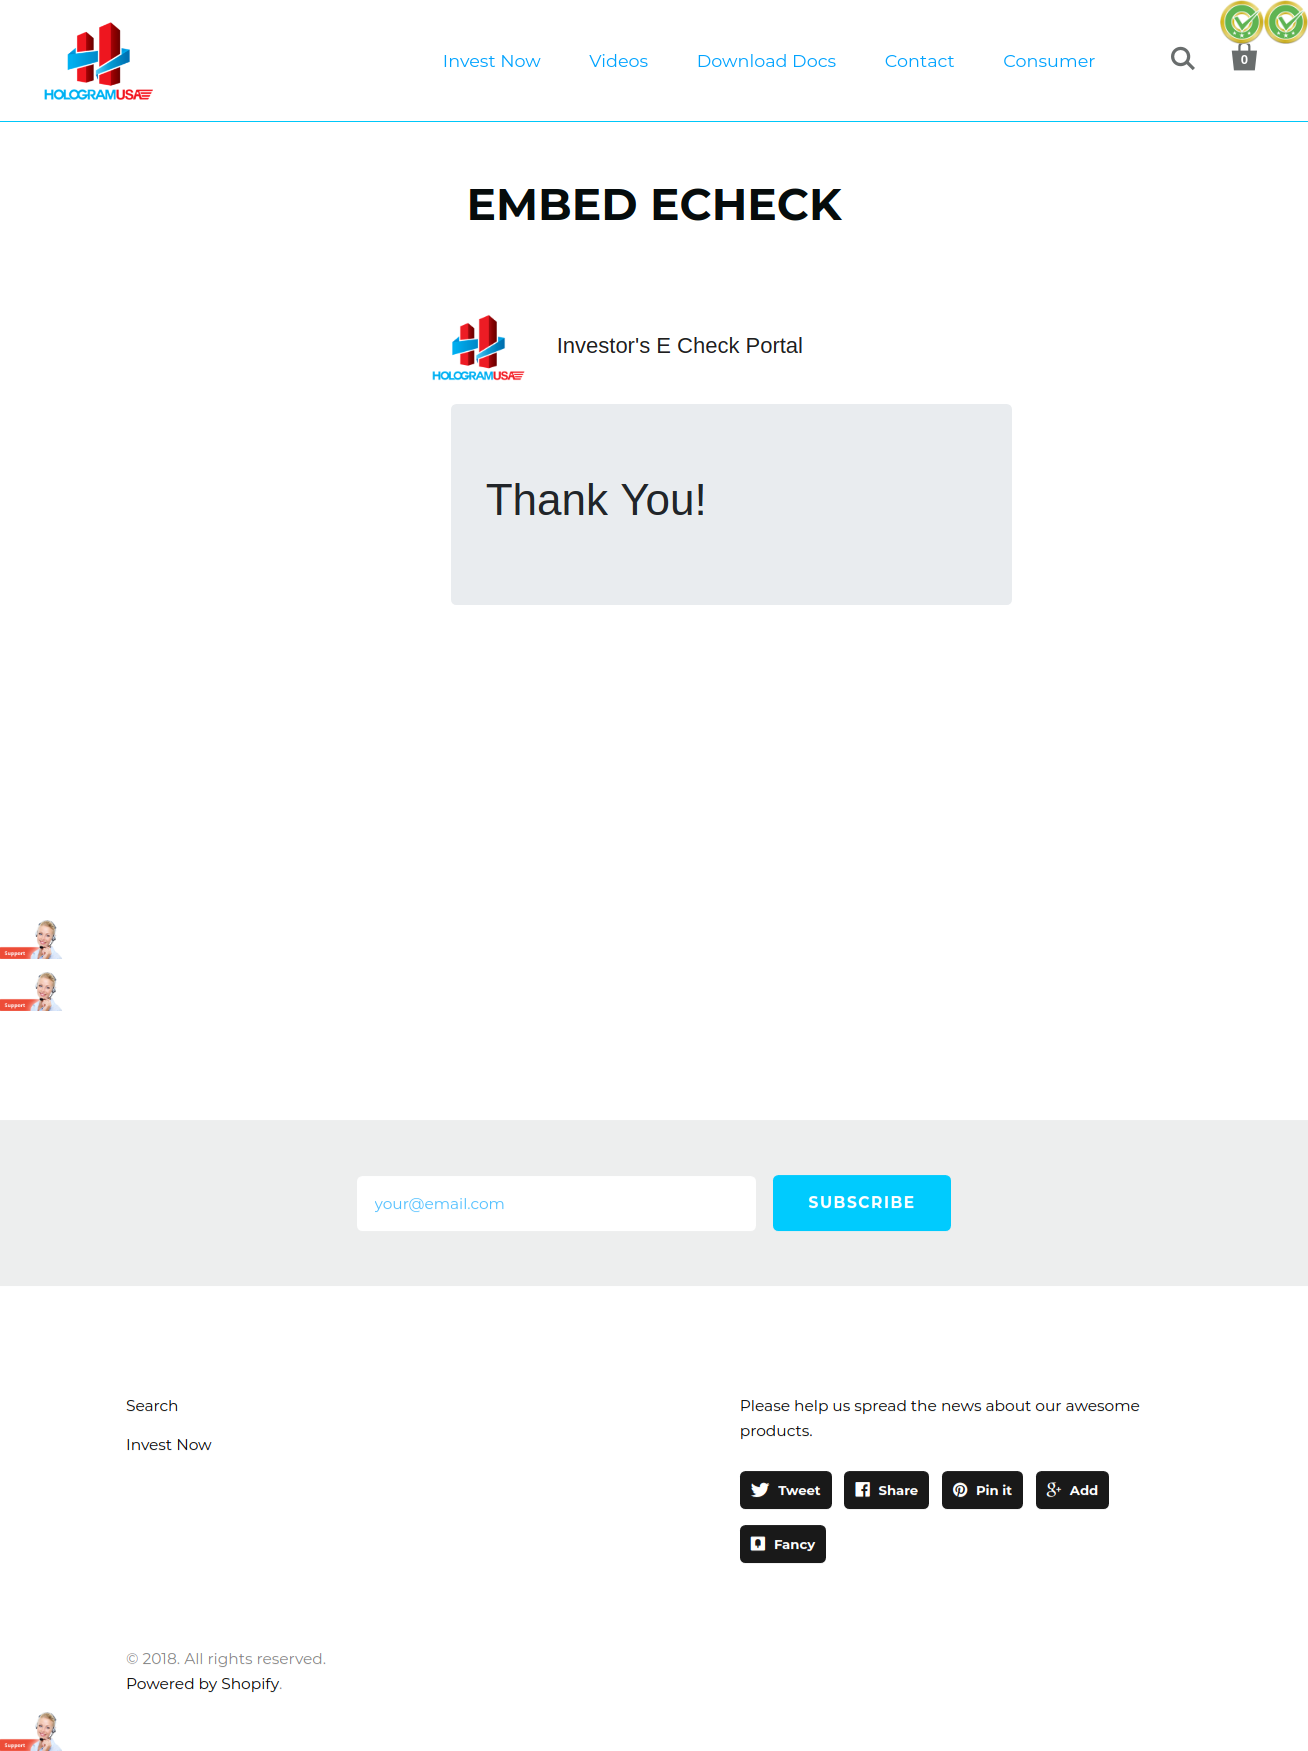 HOLOGRAMUSA
Invest Now
Videos
Download Docs
Contact
Consumer
0
EMBED ECHECK
HOLOGRAMUSA
Investor's E Check Portal
Thank You!
Support
Support
your@email.com
SUBSCRIBE
Search
Invest Now
Please help us spread the news about our awesome
products.
Tweet
Share
Pin it
Add
Fancy
© 2018. All rights reserved.
Powered by Shopify.
Support